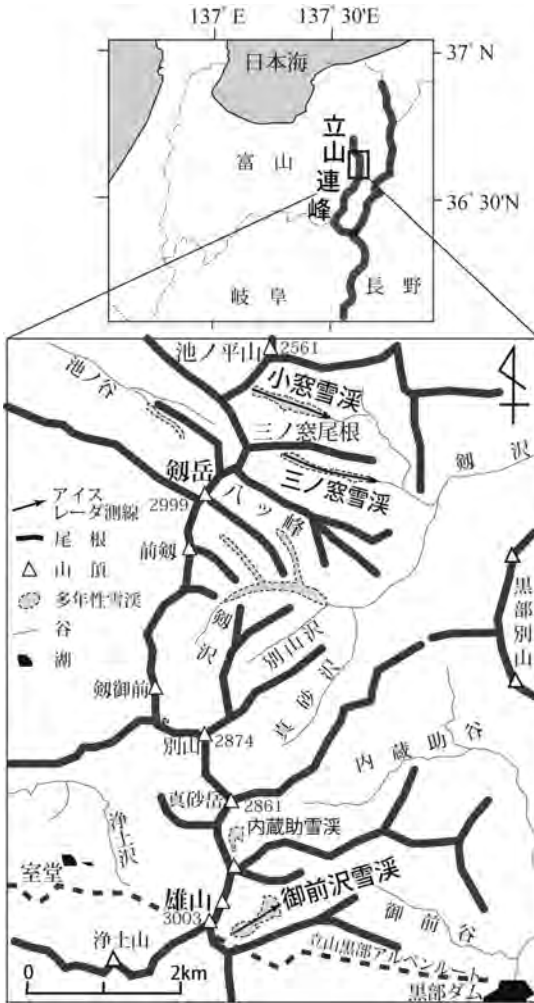 137°E
137°30'E
37°N
日本海
富山
立山連峰
36°30'N
岐阜
長野
池ノ平山
2561
池ノ谷
小窓雪渓
三ノ窓尾根
剱沢
剱岳
2999
三ノ窓雪渓
八ッ峰
アイス
レーダ測線
尾根
山頂
多年性雪渓
谷
湖
前剱
剱沢
別山沢
真砂沢
黒部別山
剱御前
別山
2874
内蔵助谷
真砂岳
2861
内蔵助雪渓
浄土沢
室堂
御前沢雪渓
雄山
3003
御前谷
浄土山
立山黒部アルペンルート
0
2km
黒部ダム